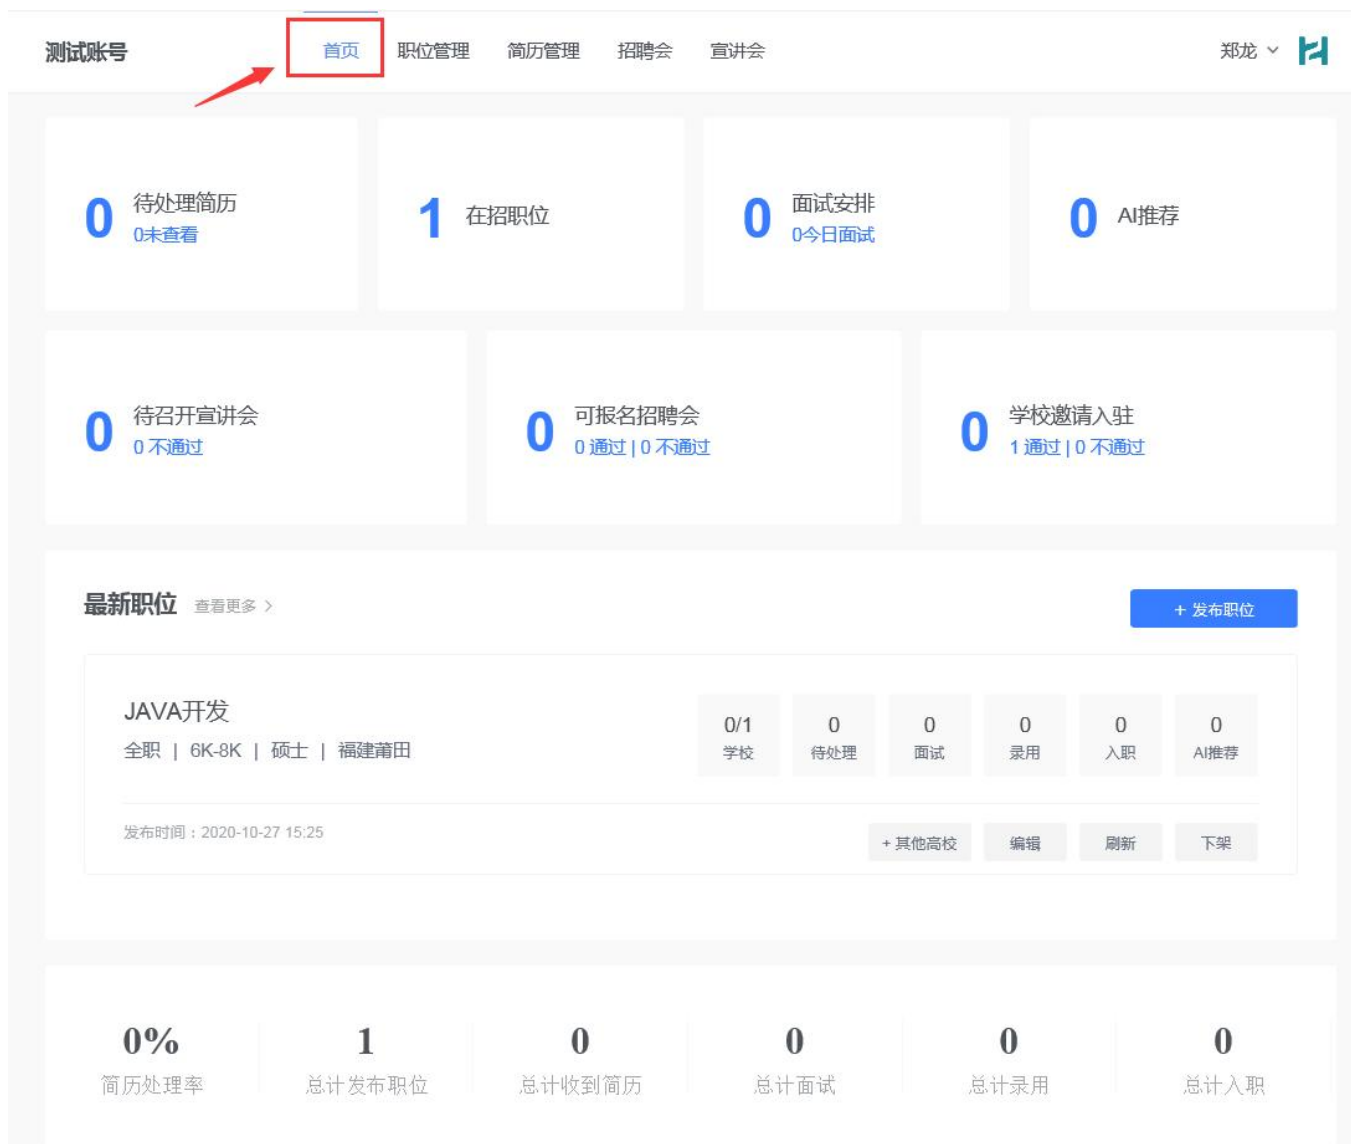 测试账号 首页 职位管理 简历管理 招聘会 宣讲会 郑龙
0 待处理简历 1 在招职位 0 面试安排 0 AI推荐
0未查看 0今日面试
0 待召开宣讲会 0 可报名招聘会 0 学校邀请入驻
0 不通过 0 通过 | 0 不通过 1 通过 | 0 不通过
最新职位 查看更多 > + 发布职位
JAVA开发 0/1 0 0 0 0 0
全职 | 6K-8K | 硕士 | 福建莆田 学校 待处理 面试 录用 入职 AI推荐
发布时间：2020-10-27 15:25 + 其他高校 编辑 刷新 下架
0% 1 0 0 0 0
简历处理率 总计发布职位 总计收到简历 总计面试 总计录用 总计入职